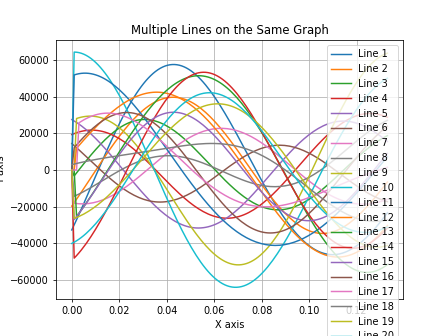 Multiple Lines on the Same Graph
60000
40000
20000
0
−20000
−40000
−60000
axis
0.00
0.02
0.04
0.06
0.08
0.10
X axis
Line 1
Line 2
Line 3
Line 4
Line 5
Line 6
Line 7
Line 8
Line 9
Line 10
Line 11
Line 12
Line 13
Line 14
Line 15
Line 16
Line 17
Line 18
Line 19
Line 20